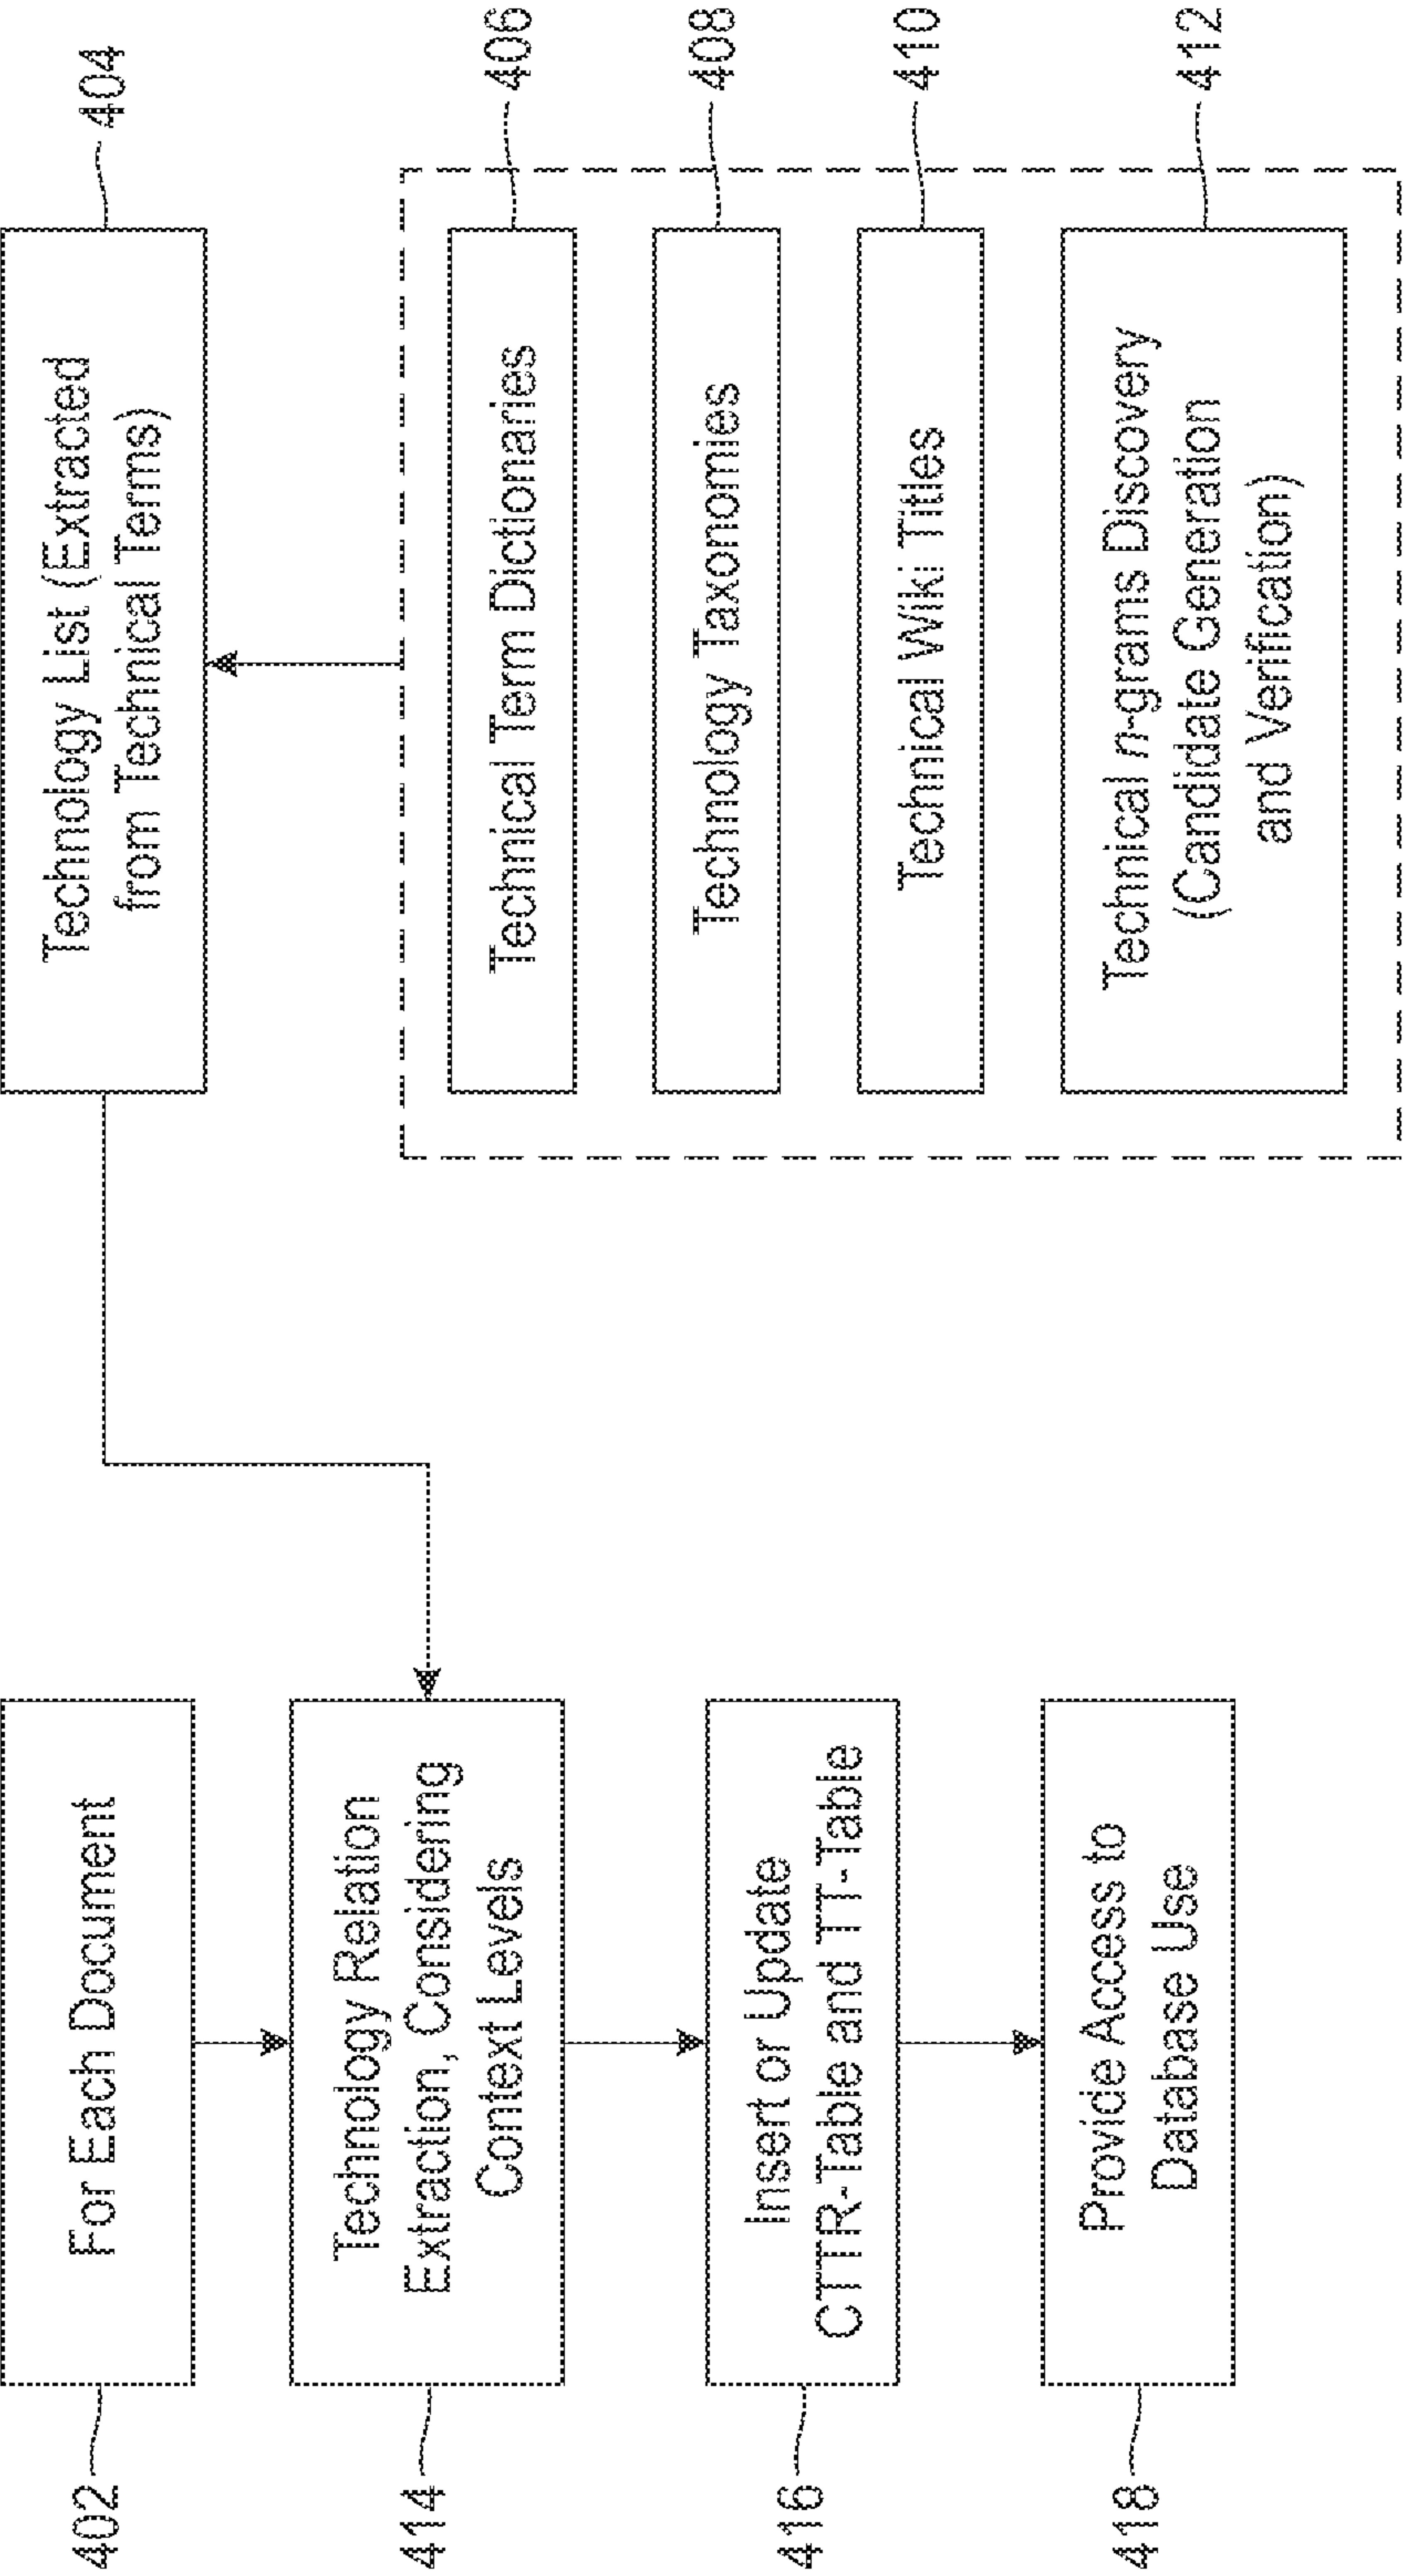 402
For Each Document
414
Technology Relation
Extraction, Considering
Context Levels
416
Insert or Update
CTTR-Table and TT-Table
418
Provide Access to
Database Use
Technology List (Extracted
from Technical Terms)
404
Technical Term Dictionaries
406
Technology Taxonomies
408
Technical Wiki Titles
410
Technical n-grams Discovery
(Candidate Generation
and Verification)
412